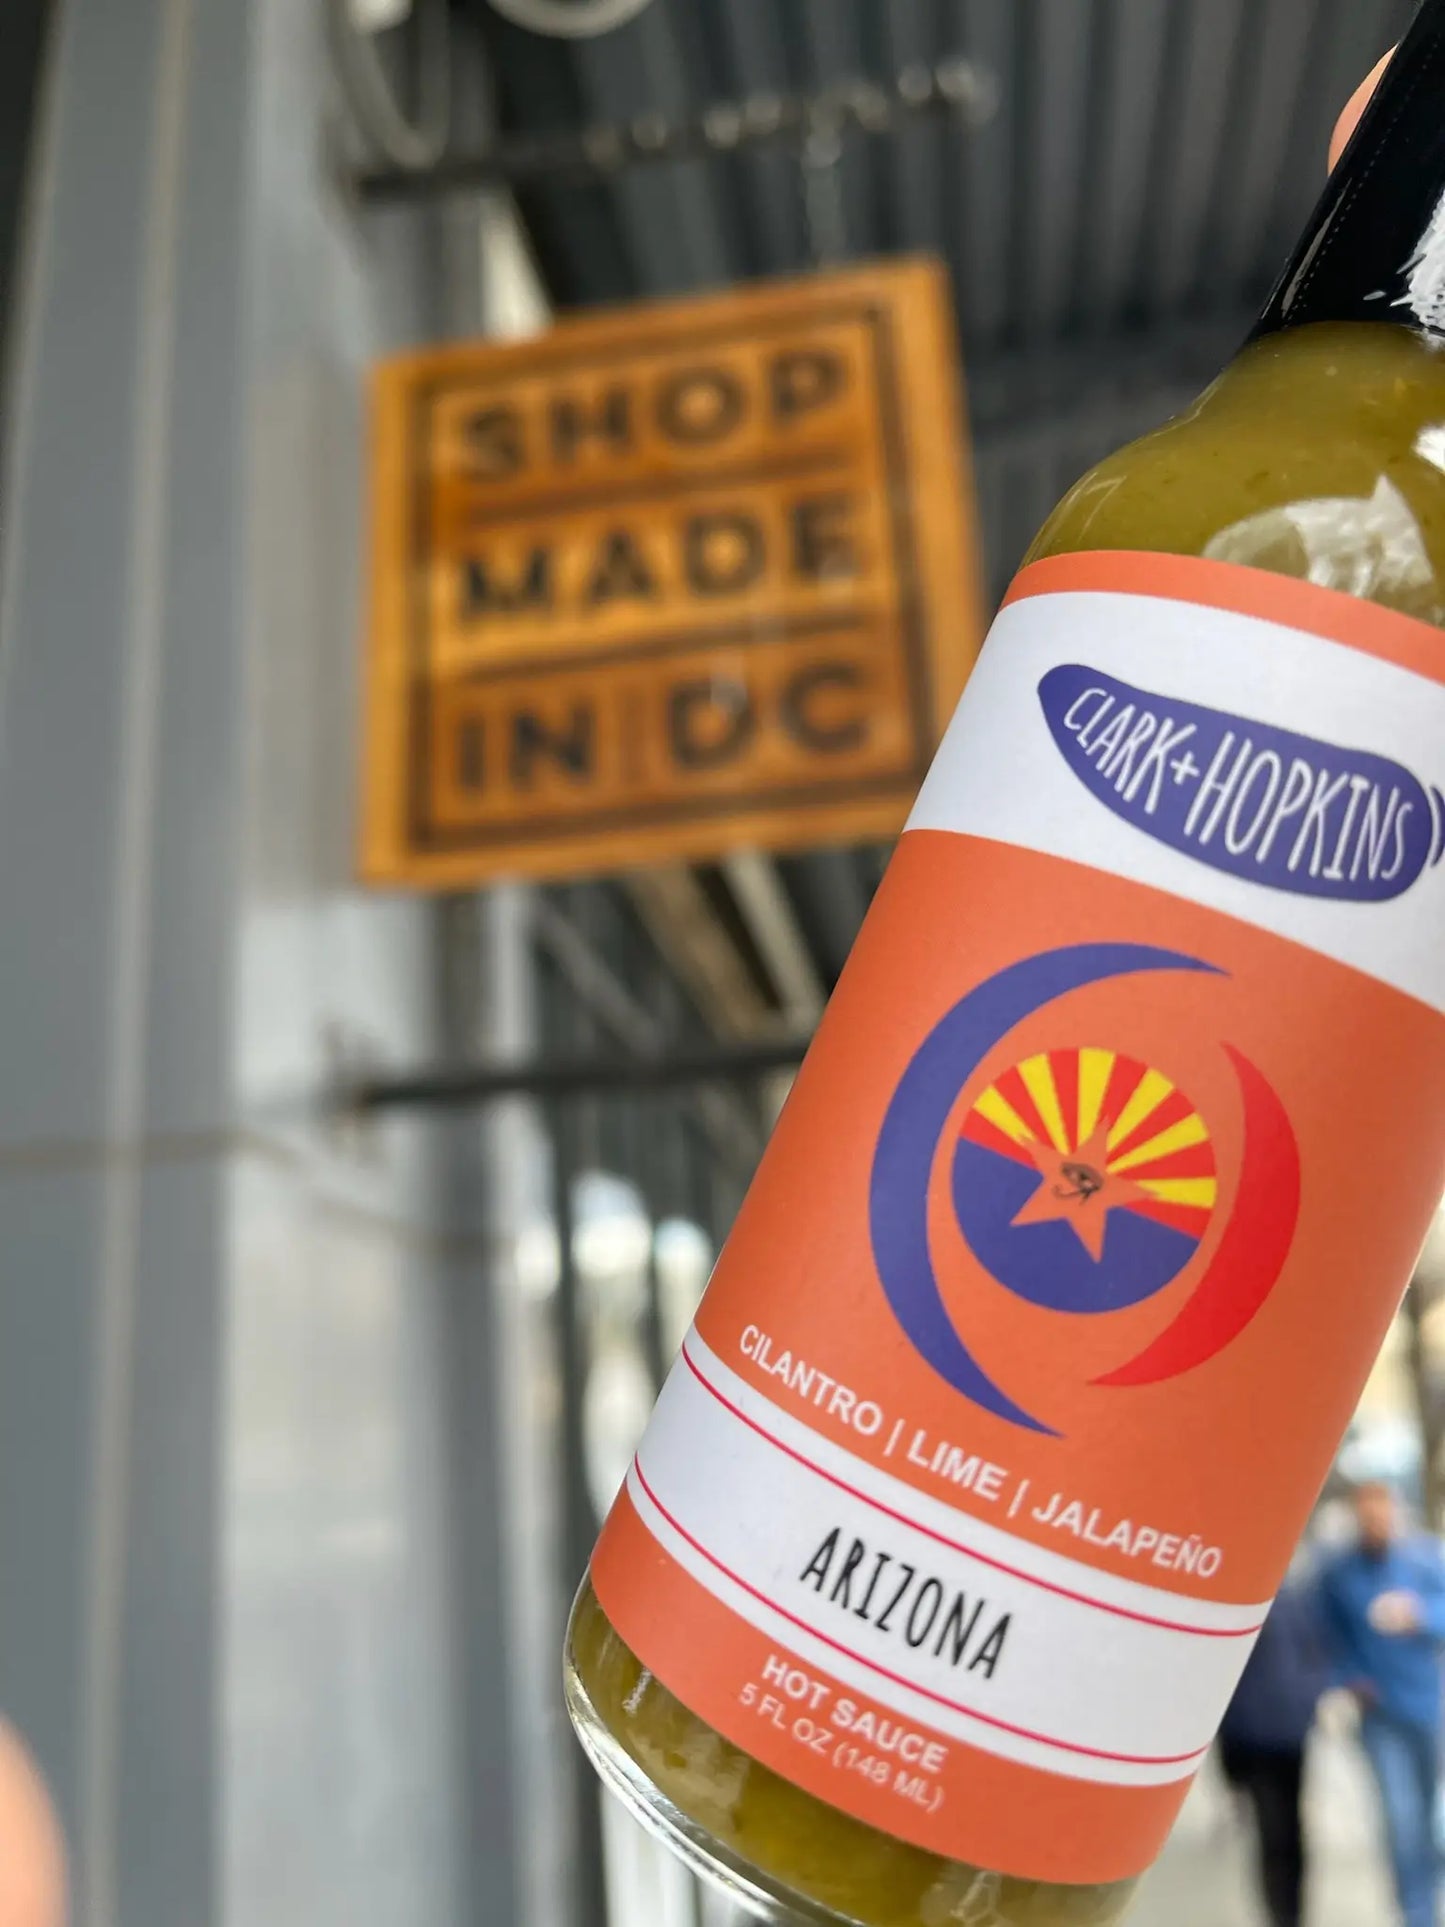 SHOP
MADE
IN DC
CLARK+HOPKINS
CILANTRO | LIME | JALAPEÑO
ARIZONA
HOT SAUCE
5 FL OZ (148 ML)